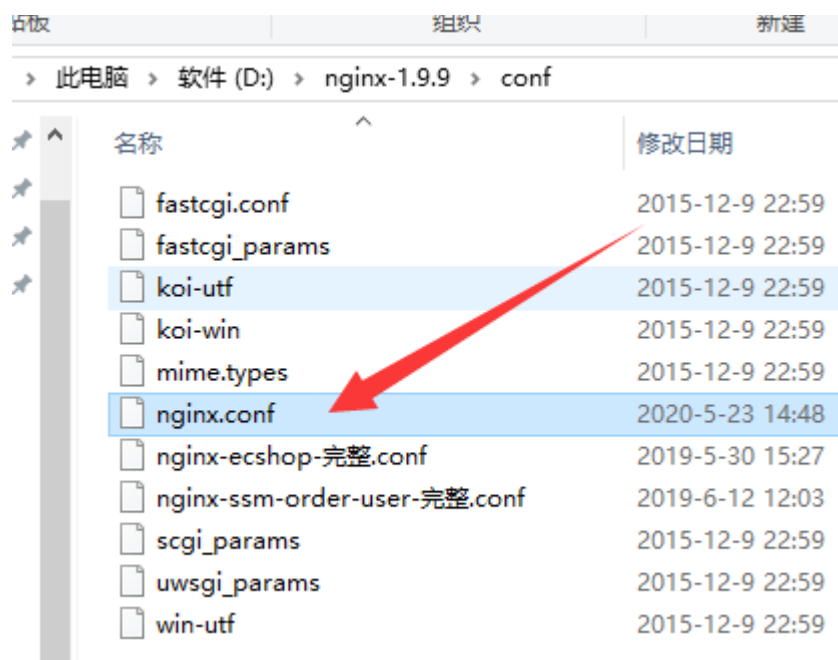 组织 新建
> 此电脑 > 软件 (D:) > nginx-1.9.9 > conf
名称 修改日期
fastcgi.conf 2015-12-9 22:59
fastcgi_params 2015-12-9 22:59
koi-utf 2015-12-9 22:59
koi-win 2015-12-9 22:59
mime.types 2015-12-9 22:59
nginx.conf 2020-5-23 14:48
nginx-ecshop-完整.conf 2019-5-30 15:27
nginx-ssm-order-user-完整.conf 2019-6-12 12:03
scgi_params 2015-12-9 22:59
uwsgi_params 2015-12-9 22:59
win-utf 2015-12-9 22:59